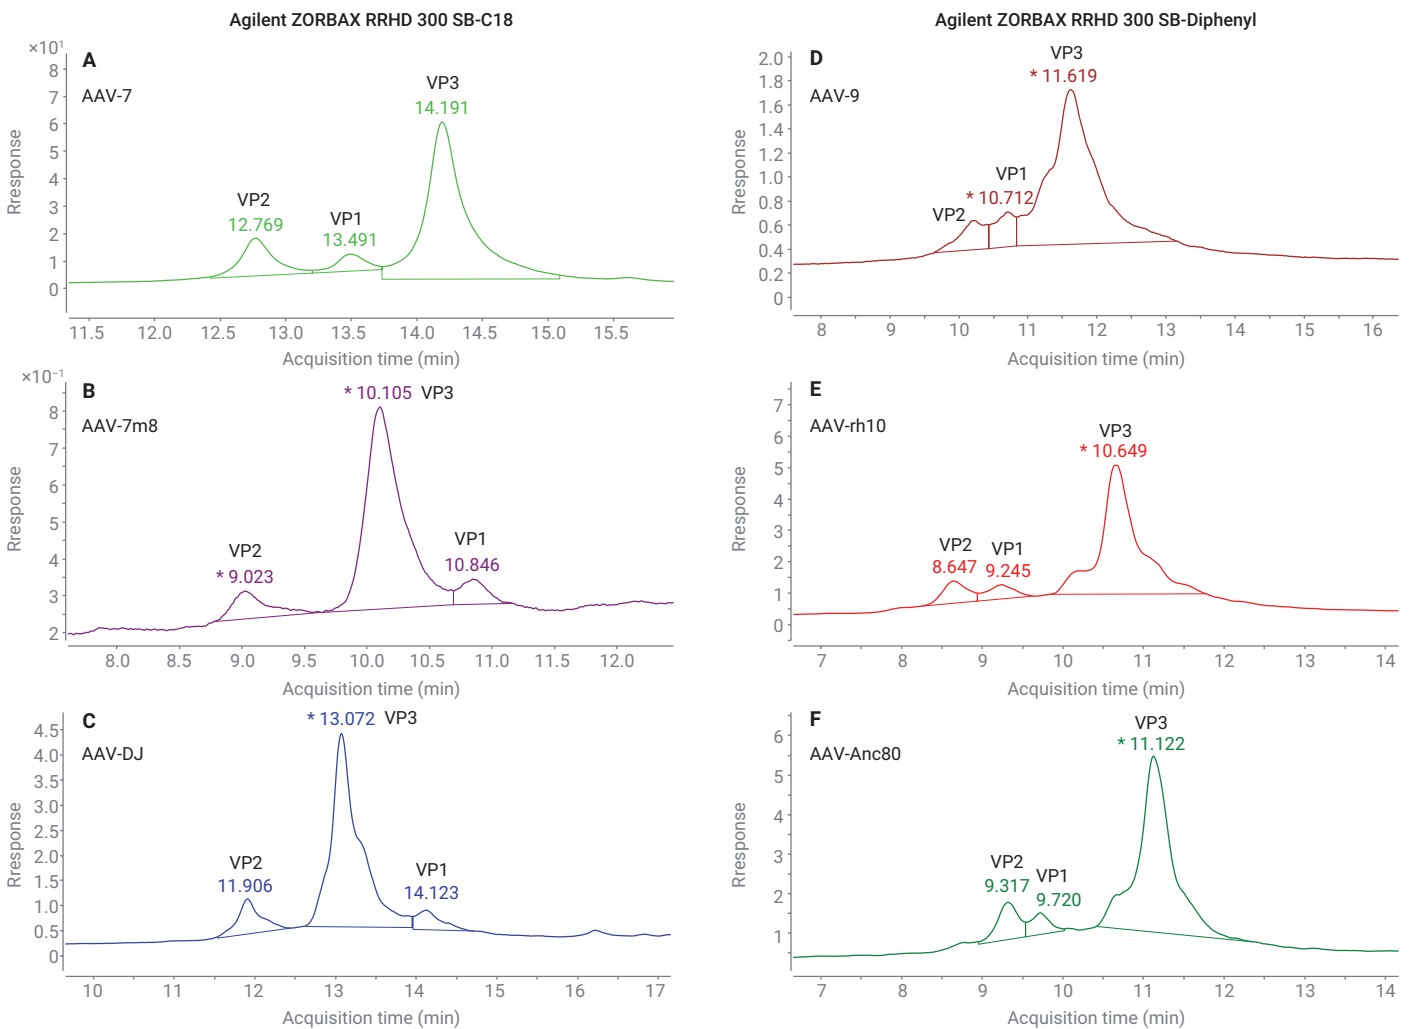 Agilent ZORBAX RRHD 300 SB-C18
×10¹
A
AAV-7
VP3
14.191
VP2
12.769
VP1
13.491
8
7
6
5
4
3
2
1
0
Rresponse
11.5 12.0 12.5 13.0 13.5 14.0 14.5 15.0 15.5
Acquisition time (min)
×10⁻¹
B
AAV-7m8
* 10.105 VP3
VP2
* 9.023
VP1
10.846
8
7
6
5
4
3
2
Rresponse
8.0 8.5 9.0 9.5 10.0 10.5 11.0 11.5 12.0
Acquisition time (min)
C
AAV-DJ
* 13.072 VP3
VP2
11.906
VP1
14.123
4.5
4.0
3.5
3.0
2.5
2.0
1.5
1.0
0.5
0
Rresponse
10 11 12 13 14 15 16 17
Acquisition time (min)
Agilent ZORBAX RRHD 300 SB-Diphenyl
D
AAV-9
VP3
* 11.619
VP1
* 10.712
VP2
2.0
1.8
1.6
1.4
1.2
1.0
0.8
0.6
0.4
0.2
0
Rresponse
8 9 10 11 12 13 14 15 16
Acquisition time (min)
E
AAV-rh10
VP3
* 10.649
VP2
8.647
VP1
9.245
7
6
5
4
3
2
1
0
Rresponse
7 8 9 10 11 12 13 14
Acquisition time (min)
F
AAV-Anc80
VP3
* 11.122
VP2
9.317
VP1
9.720
6
5
4
3
2
1
Rresponse
7 8 9 10 11 12 13 14
Acquisition time (min)